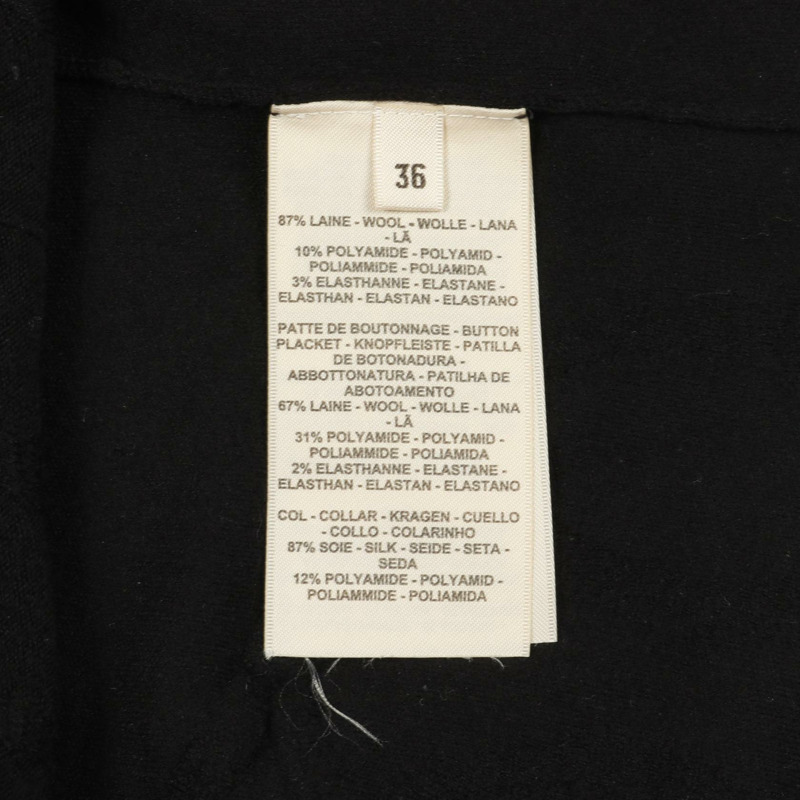 36
87% LAINE - WOOL - WOLLE - LANA
- LÃ
10% POLYAMIDE - POLYAMID -
POLIAMMIDE - POLIAMIDA
3% ELASTHANNE - ELASTANE -
ELASTHAN - ELASTAN - ELASTANO
PATTE DE BOUTONNAGE - BUTTON
PLACKET - KNOPFLEISTE - PATILLA
DE BOTONADURA -
ABBOTTONATURA - PATILHA DE
ABOTOAMENTO
67% LAINE - WOOL - WOLLE - LANA
- LÃ
31% POLYAMIDE - POLYAMID -
POLIAMMIDE - POLIAMIDA
2% ELASTHANNE - ELASTANE -
ELASTHAN - ELASTAN - ELASTANO
COL - COLLAR - KRAGEN - CUELLO
- COLLO - COLARINHO
87% SOIE - SILK - SEIDE - SETA -
SEDA
12% POLYAMIDE - POLYAMID -
POLIAMMIDE - POLIAMIDA